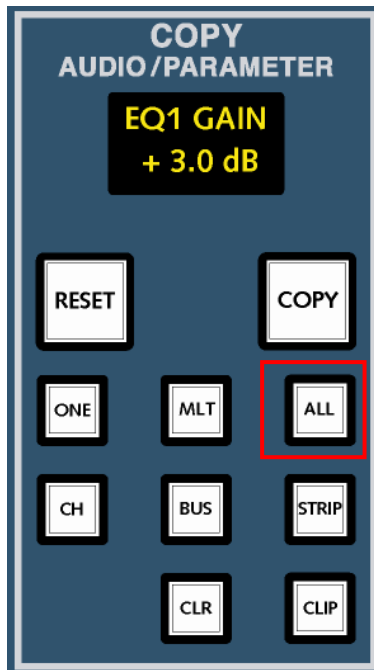 COPY
AUDIO/PARAMETER
EQ1 GAIN
+ 3.0 dB
RESET COPY
ONE MLT ALL
CH BUS STRIP
CLR CLIP